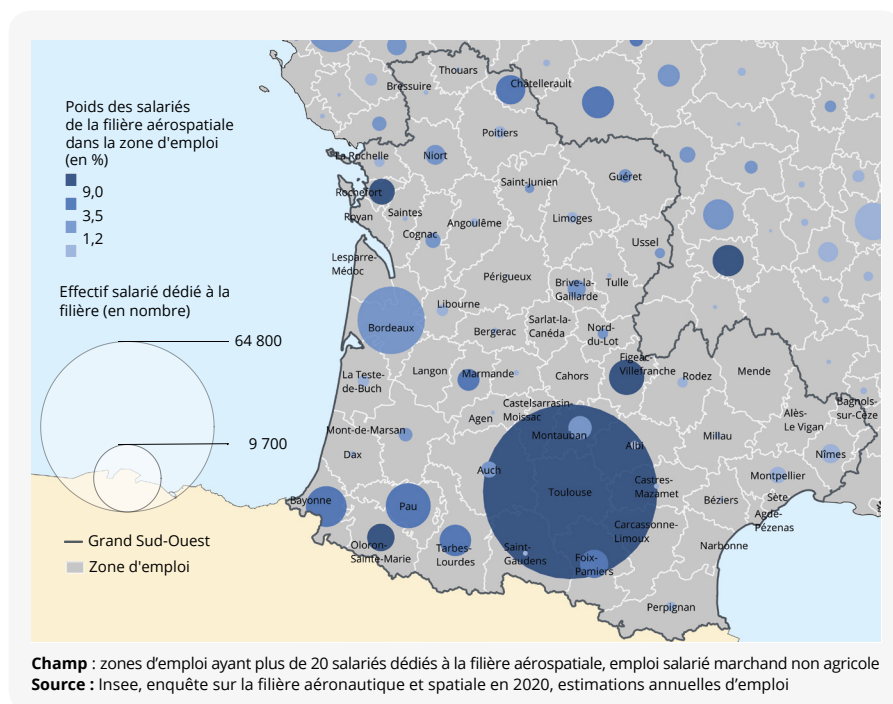 Poids des salariés
de la filière aérospatiale
dans la zone d'emploi
(en %)
9,0
3,5
1,2
Effectif salarié dédié à la
filière (en nombre)
64 800
9 700
Grand Sud-Ouest
Zone d'emploi
Thouars
Bressuire
Châtellerault
Poitiers
La Rochelle
Niort
Rochefort
Saint-Junien
Guéret
Royan
Saintes
Cognac
Angoulême
Limoges
Ussel
Lesparre-
Médoc
Périgueux
Brive-la-
Gaillarde
Tulle
Libourne
Bordeaux
Bergerac
Sarlat-la-
Canéda
Nord-
du-Lot
Figeac-
Villefranche
La Teste-
de-Buch
Langon
Marmande
Cahors
Rodez
Mende
Castelsarrasin-
Moissac
Agen
Alès-
Le Vigan
Bagnols-
sur-Cèze
Mont-de-Marsan
Montauban
Albi
Millau
Dax
Nîmes
Auch
Toulouse
Castres-
Mazamet
Montpellier
Bayonne
Pau
Béziers
Sète
Agde-
Pézenas
Carcassonne-
Limoux
Oloron-
Sainte-Marie
Tarbes-
Lourdes
Saint-
Gaudens
Foix-
Pamiers
Narbonne
Perpignan
Champ : zones d’emploi ayant plus de 20 salariés dédiés à la filière aérospatiale, emploi salarié marchand non agricole
Source : Insee, enquête sur la filière aéronautique et spatiale en 2020, estimations annuelles d’emploi